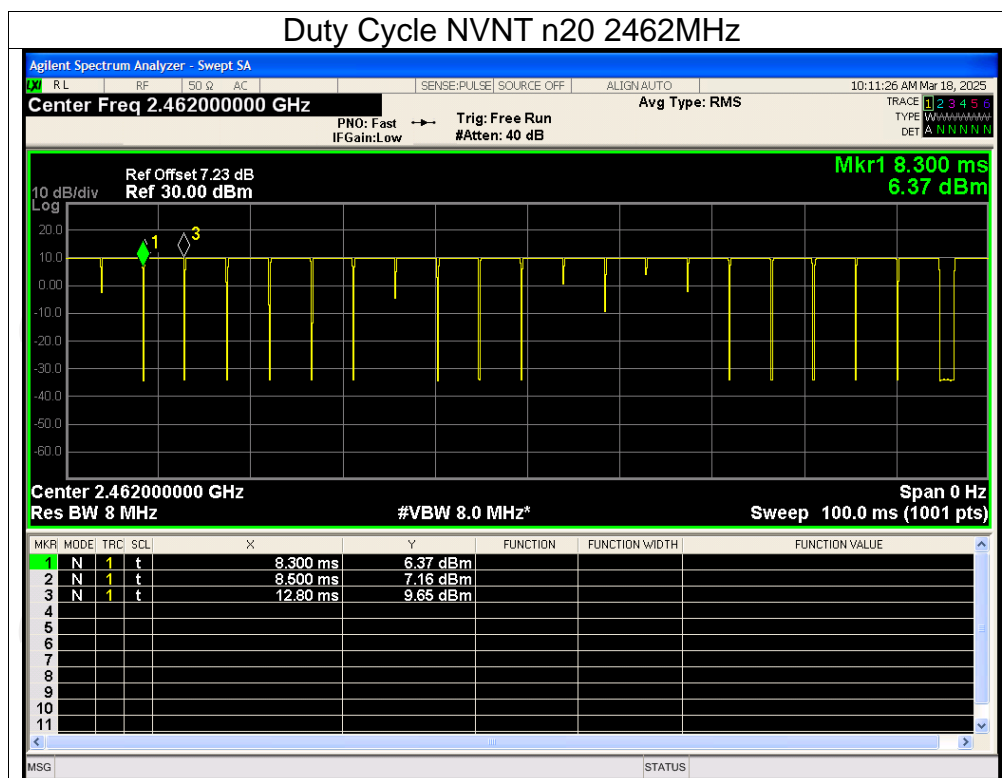 Duty Cycle NVNT n20 2462MHz
Agilent Spectrum Analyzer - Swept SA
LXI RL RF 50 Ω AC SENSE:PULSE SOURCE OFF ALIGN AUTO 10:11:26 AM Mar 18, 2025
Center Freq 2.462000000 GHz Avg Type: RMS TRACE 1 2 3 4 5 6
PNO: Fast Trig: Free Run TYPE WWWWWW
IFGain:Low #Atten: 40 dB DET A N N N N N
Mkr1 8.300 ms
Ref Offset 7.23 dB
10 dB/div Ref 30.00 dBm 6.37 dBm
Log
20.0
1 3
10.0
0.00
-10.0
-20.0
-30.0
-40.0
-50.0
-60.0
Center 2.462000000 GHz Span 0 Hz
Res BW 8 MHz #VBW 8.0 MHz* Sweep 100.0 ms (1001 pts)
MKR MODE TRC SCL X Y FUNCTION FUNCTION WIDTH FUNCTION VALUE
1 N 1 t 8.300 ms 6.37 dBm
2 N 1 t 8.500 ms 7.16 dBm
3 N 1 t 12.80 ms 9.65 dBm
4
5
6
7
8
9
10
11
MSG STATUS